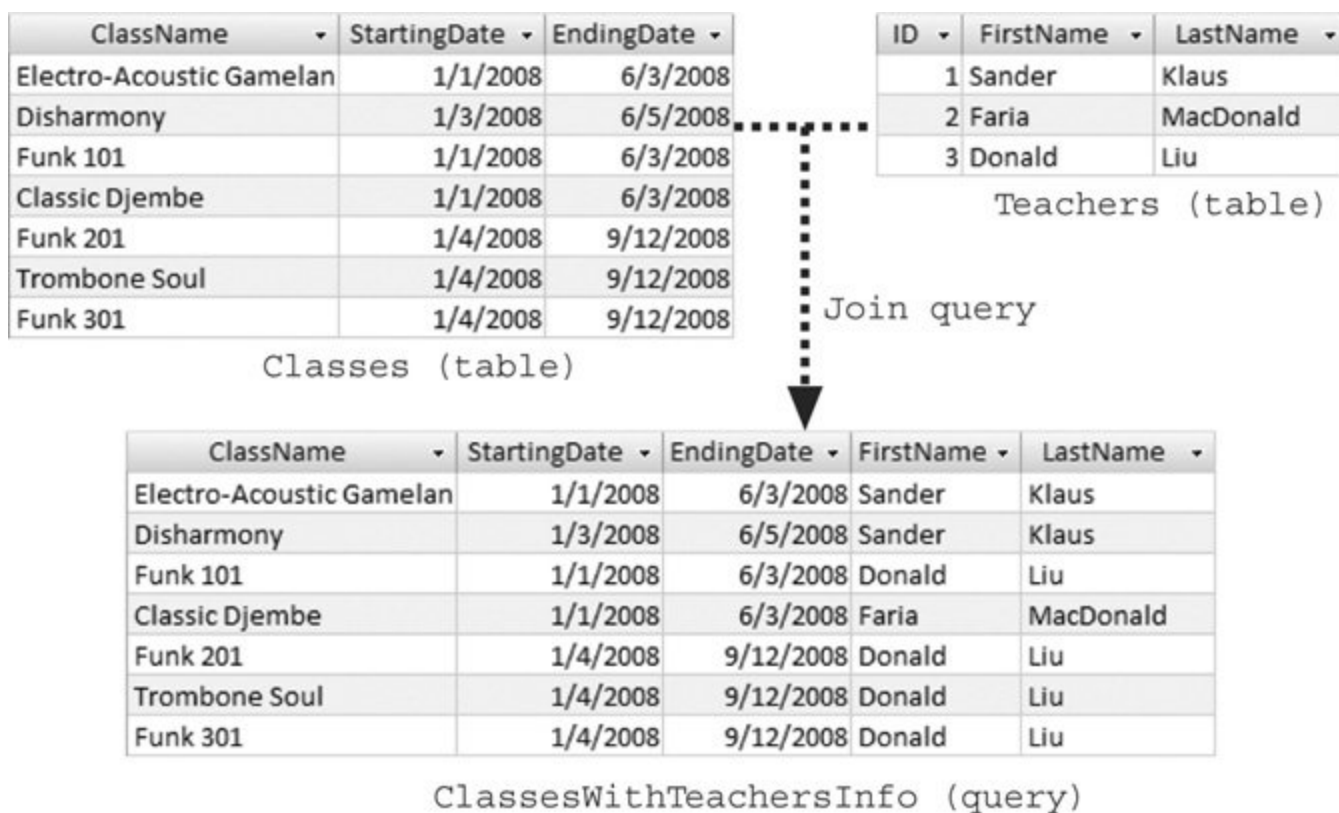 ClassName StartingDate EndingDate
Electro-Acoustic Gamelan 1/1/2008 6/3/2008
Disharmony 1/3/2008 6/5/2008
Funk 101 1/1/2008 6/3/2008
Classic Djembe 1/1/2008 6/3/2008
Funk 201 1/4/2008 9/12/2008
Trombone Soul 1/4/2008 9/12/2008
Funk 301 1/4/2008 9/12/2008
Classes (table)
ID FirstName LastName
1 Sander Klaus
2 Faria MacDonald
3 Donald Liu
Teachers (table)
Join query
ClassName StartingDate EndingDate FirstName LastName
Electro-Acoustic Gamelan 1/1/2008 6/3/2008 Sander Klaus
Disharmony 1/3/2008 6/5/2008 Sander Klaus
Funk 101 1/1/2008 6/3/2008 Donald Liu
Classic Djembe 1/1/2008 6/3/2008 Faria MacDonald
Funk 201 1/4/2008 9/12/2008 Donald Liu
Trombone Soul 1/4/2008 9/12/2008 Donald Liu
Funk 301 1/4/2008 9/12/2008 Donald Liu
ClassesWithTeachersInfo (query)